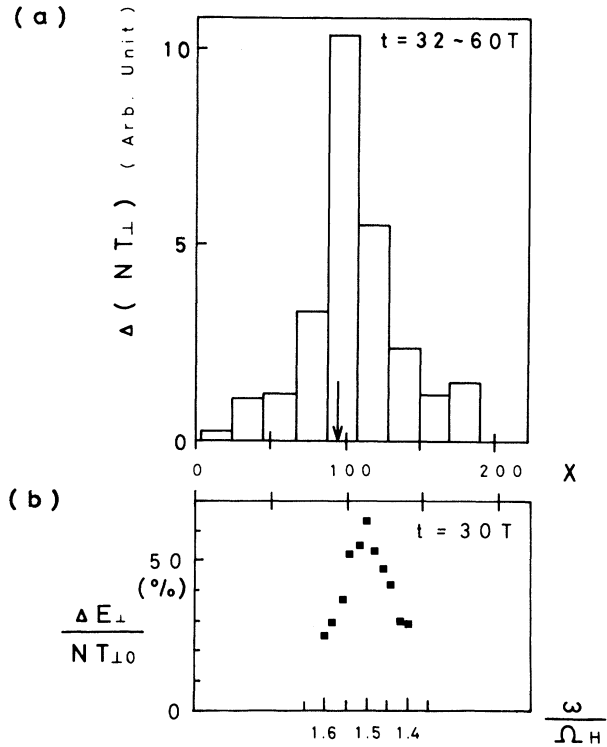 (a)
Δ(NT⊥) (Arb. Unit)
t = 32 ~ 60T
10
5
0
0 100 200 X
(b)
t = 30T
50
(%)
ΔE⊥
NT⊥0
0
1.6 1.5 1.4
ω
ΩH